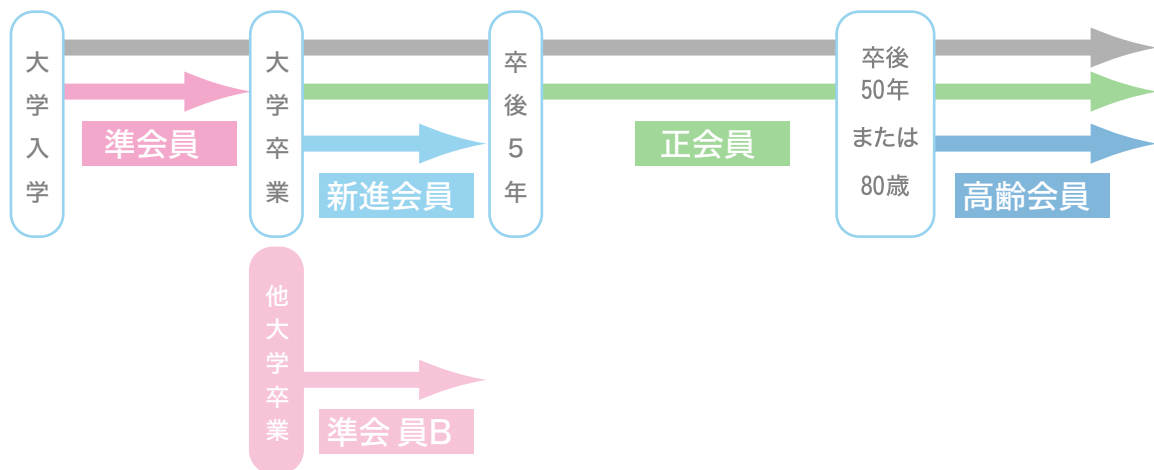 大学入学
準会員
大学卒業
新進会員
卒後5年
正会員
卒後
50年
または
80歳
高齢会員
他大学卒業
準会員B